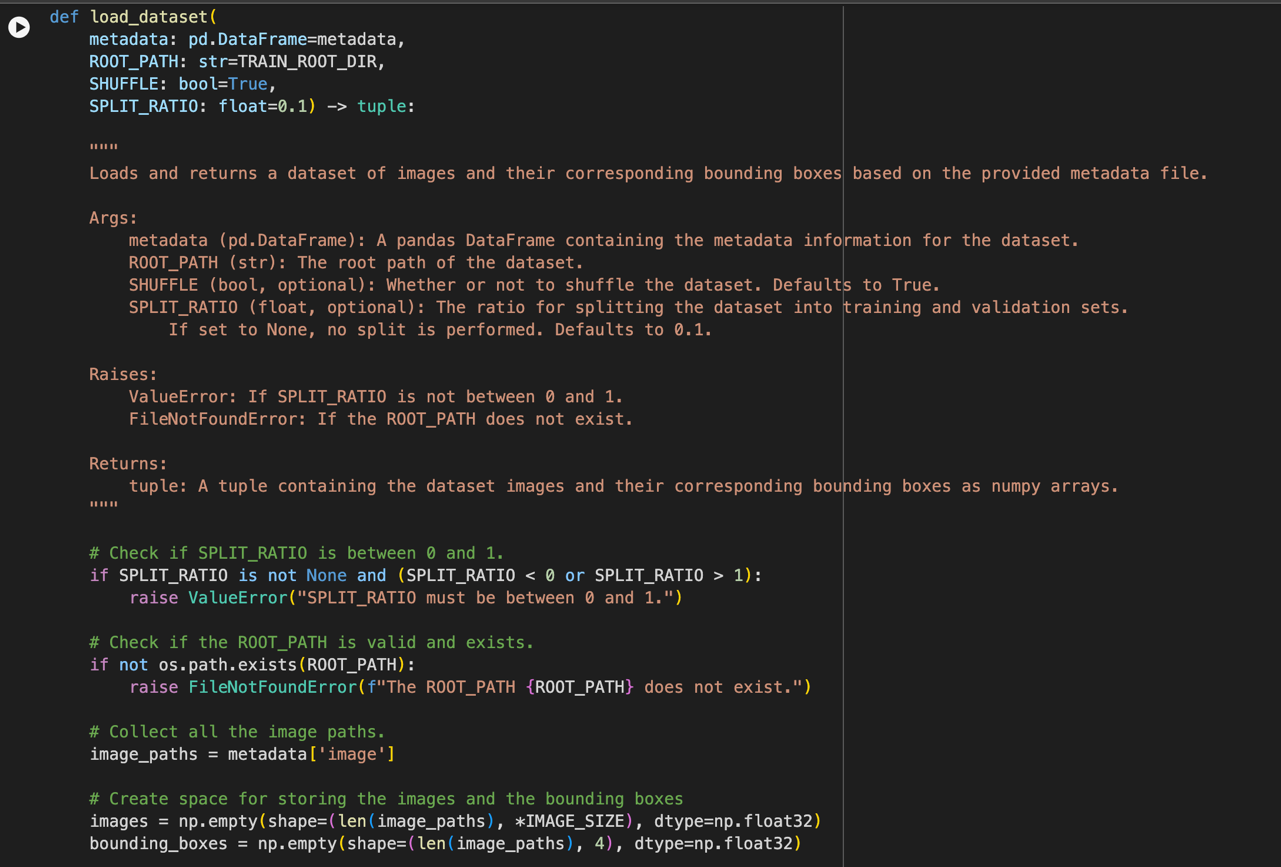 def load_dataset(
    metadata: pd.DataFrame=metadata,
    ROOT_PATH: str=TRAIN_ROOT_DIR,
    SHUFFLE: bool=True,
    SPLIT_RATIO: float=0.1) -> tuple:

    """
    Loads and returns a dataset of images and their corresponding bounding boxes based on the provided metadata file.

    Args:
        metadata (pd.DataFrame): A pandas DataFrame containing the metadata information for the dataset.
        ROOT_PATH (str): The root path of the dataset.
        SHUFFLE (bool, optional): Whether or not to shuffle the dataset. Defaults to True.
        SPLIT_RATIO (float, optional): The ratio for splitting the dataset into training and validation sets.
            If set to None, no split is performed. Defaults to 0.1.

    Raises:
        ValueError: If SPLIT_RATIO is not between 0 and 1.
        FileNotFoundError: If the ROOT_PATH does not exist.

    Returns:
        tuple: A tuple containing the dataset images and their corresponding bounding boxes as numpy arrays.
    """

    # Check if SPLIT_RATIO is between 0 and 1.
    if SPLIT_RATIO is not None and (SPLIT_RATIO < 0 or SPLIT_RATIO > 1):
        raise ValueError("SPLIT_RATIO must be between 0 and 1.")

    # Check if the ROOT_PATH is valid and exists.
    if not os.path.exists(ROOT_PATH):
        raise FileNotFoundError(f"The ROOT_PATH {ROOT_PATH} does not exist.")

    # Collect all the image paths.
    image_paths = metadata['image']

    # Create space for storing the images and the bounding boxes
    images = np.empty(shape=(len(image_paths), *IMAGE_SIZE), dtype=np.float32)
    bounding_boxes = np.empty(shape=(len(image_paths), 4), dtype=np.float32)